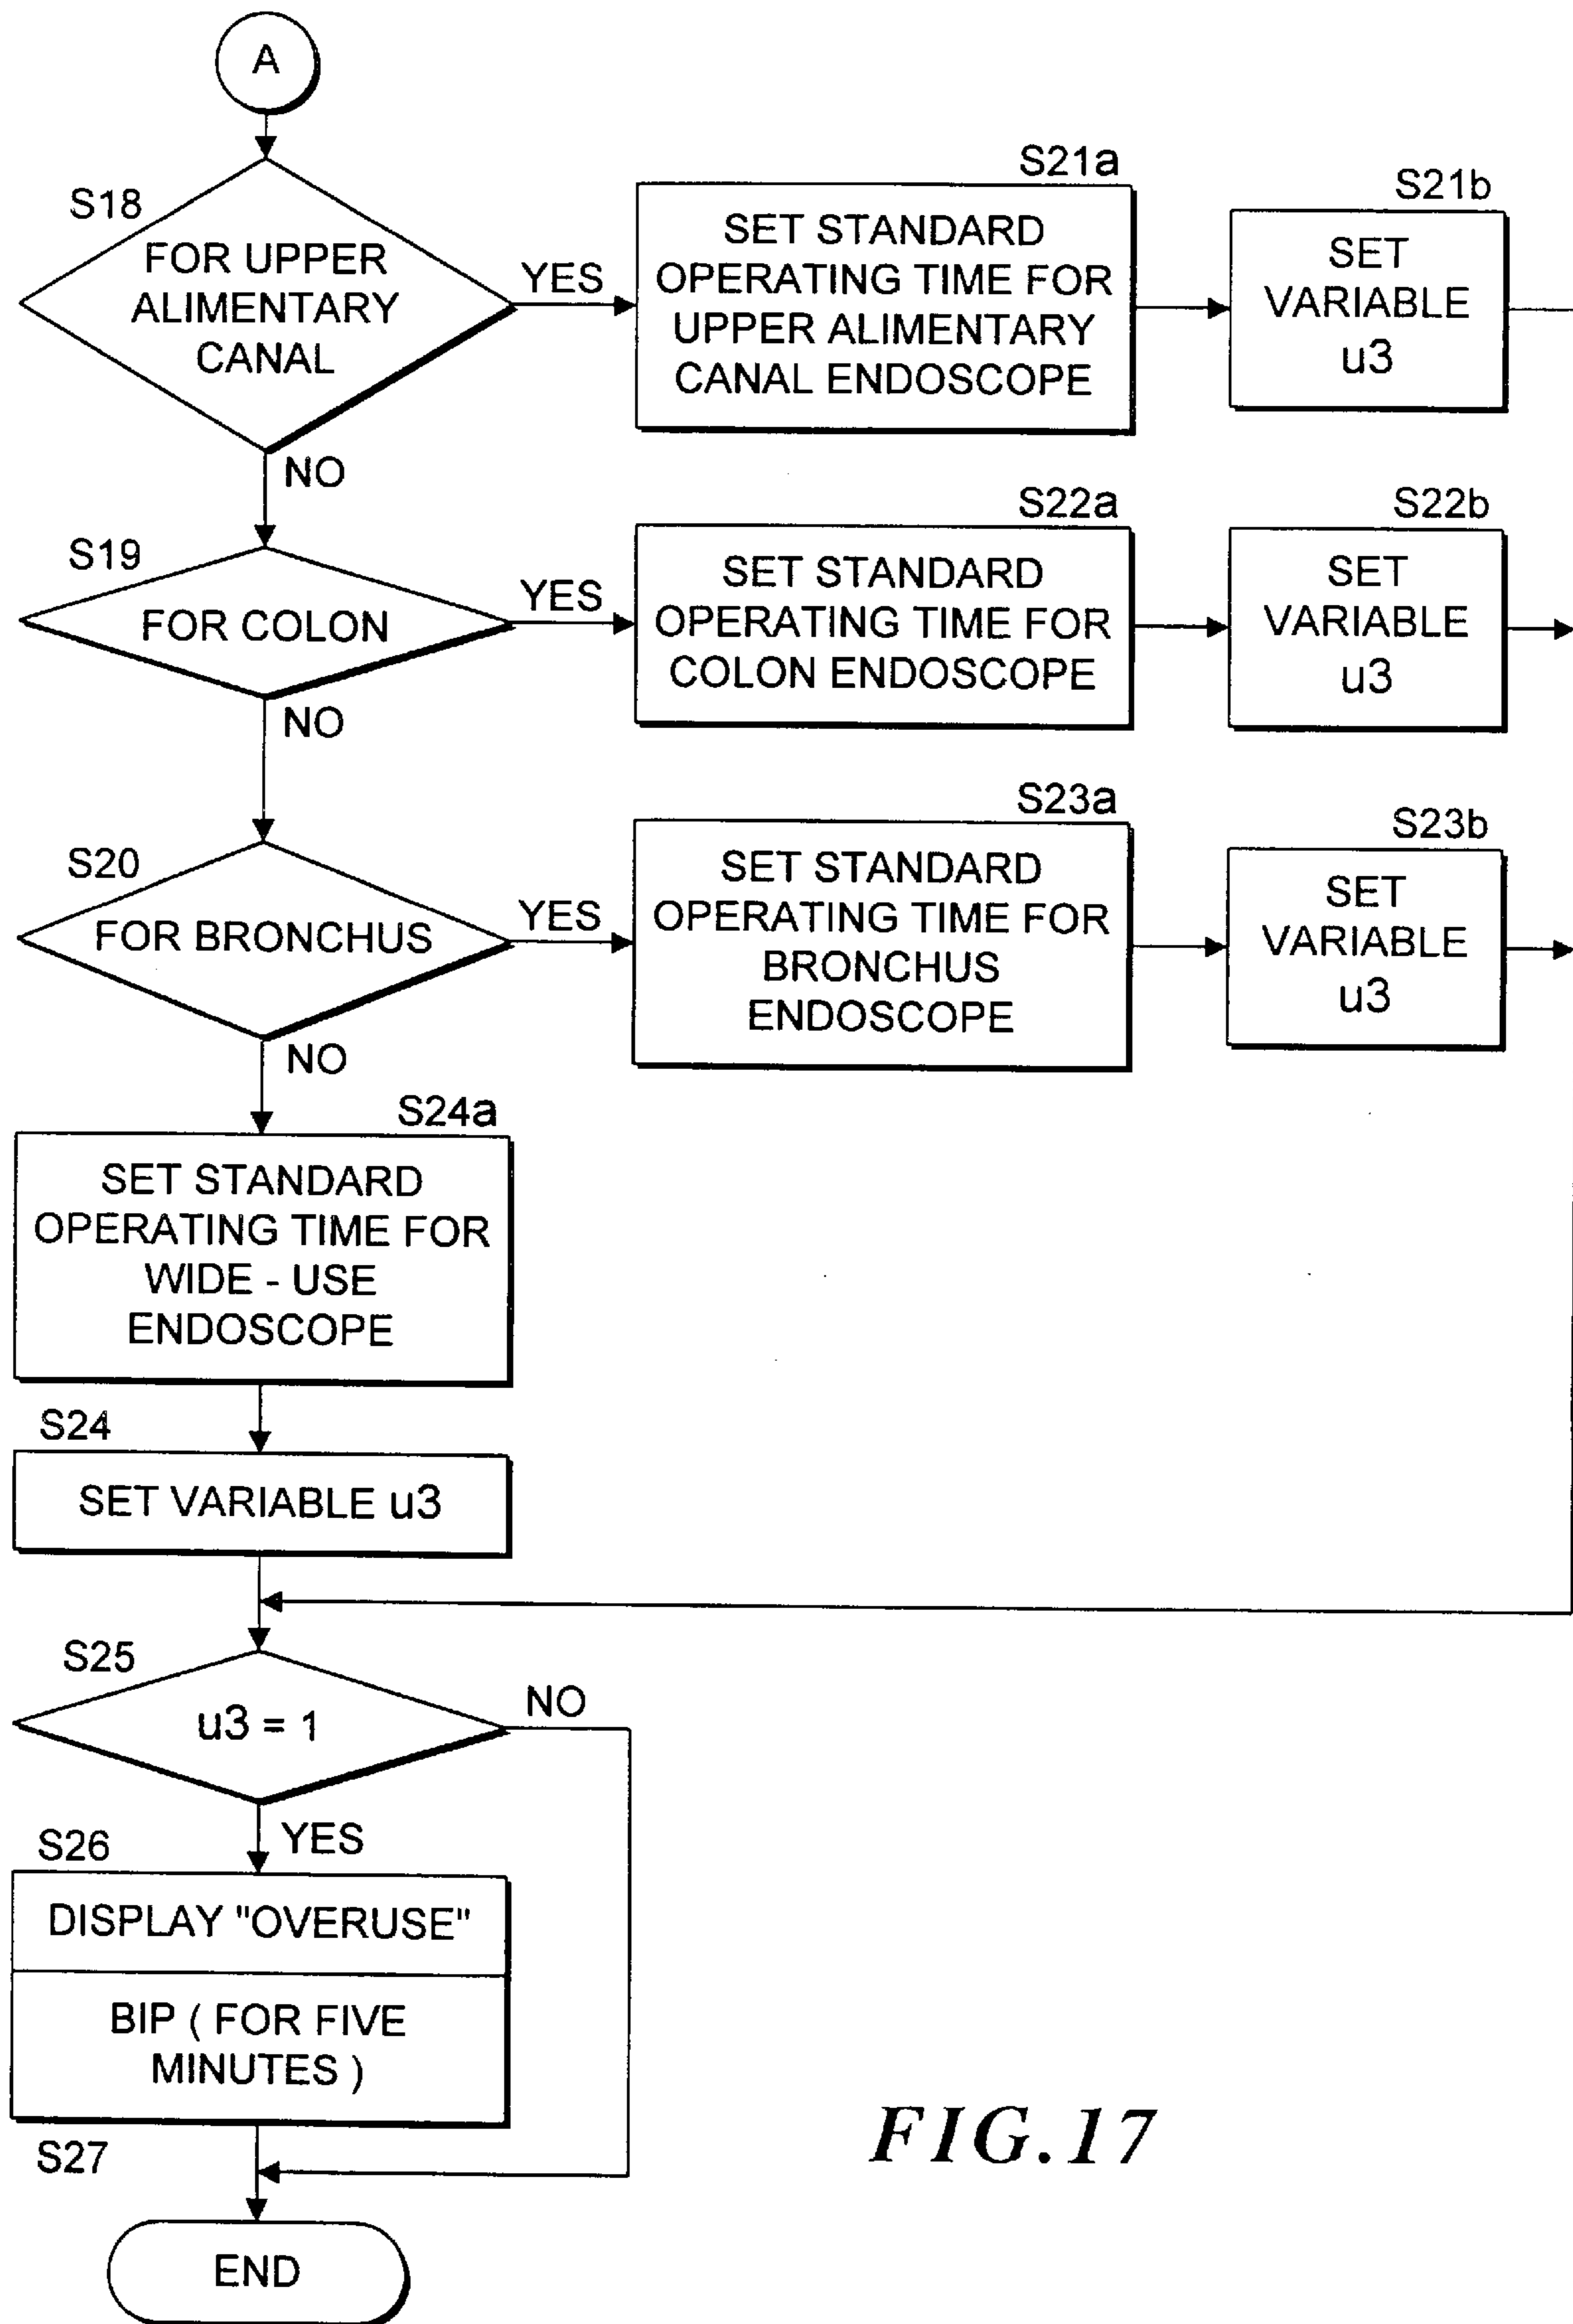 A
S18
FOR UPPER
ALIMENTARY
CANAL
YES
NO
S21a
SET STANDARD
OPERATING TIME FOR
UPPER ALIMENTARY
CANAL ENDOSCOPE
S21b
SET
VARIABLE
u3
S19
FOR COLON
YES
NO
S22a
SET STANDARD
OPERATING TIME FOR
COLON ENDOSCOPE
S22b
SET
VARIABLE
u3
S20
FOR BRONCHUS
YES
NO
S23a
SET STANDARD
OPERATING TIME FOR
BRONCHUS
ENDOSCOPE
S23b
SET
VARIABLE
u3
S24a
SET STANDARD
OPERATING TIME FOR
WIDE - USE
ENDOSCOPE
S24
SET VARIABLE u3
S25
u3 = 1
NO
YES
S26
DISPLAY "OVERUSE"
BIP ( FOR FIVE
MINUTES )
S27
END
FIG.17